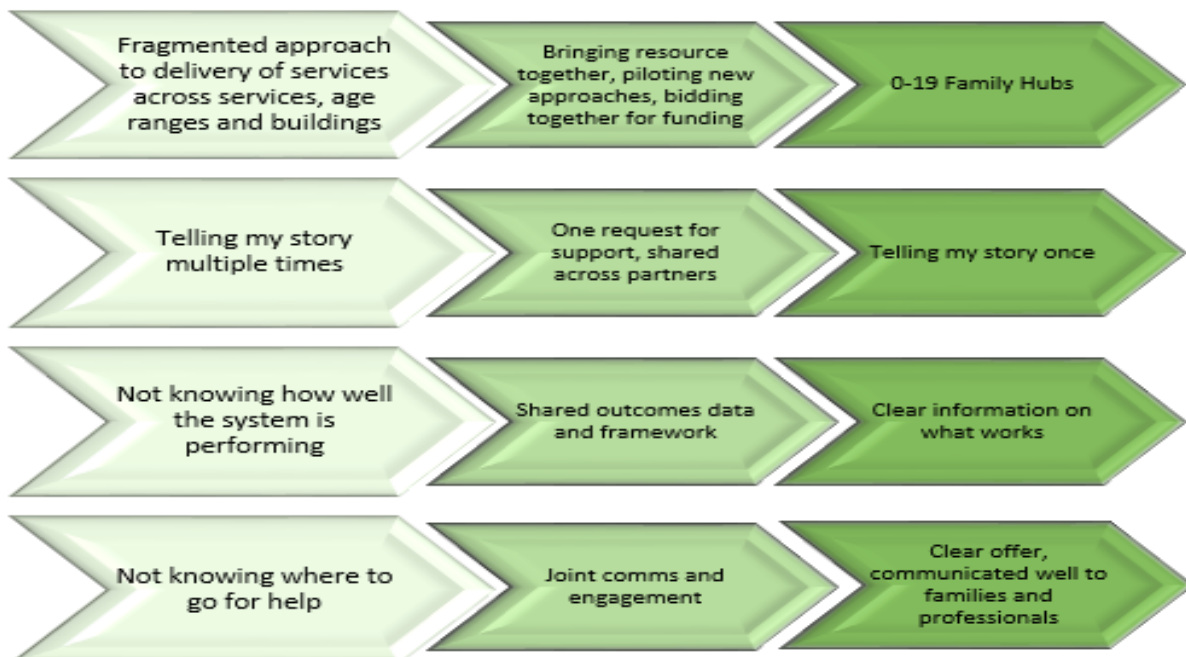 Fragmented approach
to delivery of services
across services, age
ranges and buildings
Bringing resource
together, piloting new
approaches, bidding
together for funding
0-19 Family Hubs
Telling my story
multiple times
One request for
support, shared
across partners
Telling my story once
Not knowing how well
the system is
performing
Shared outcomes data
and framework
Clear information on
what works
Not knowing where to
go for help
Joint comms and
engagement
Clear offer,
communicated well to
families and
professionals